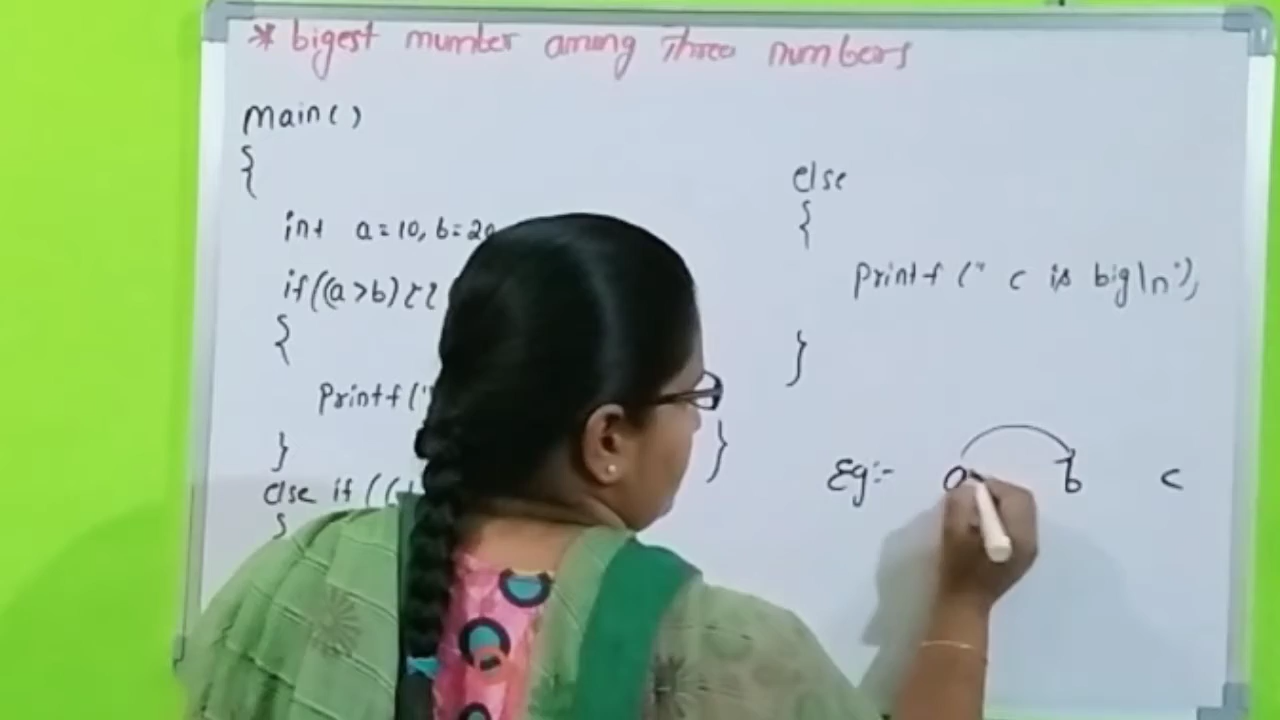 * bigest number among Three numbers
main()
{
int a=10, b=20
if((a>b)&&
{
printf("
}
}
else if ((
{
else
{
printf(" c is big\n");
}
Eg:- a b c